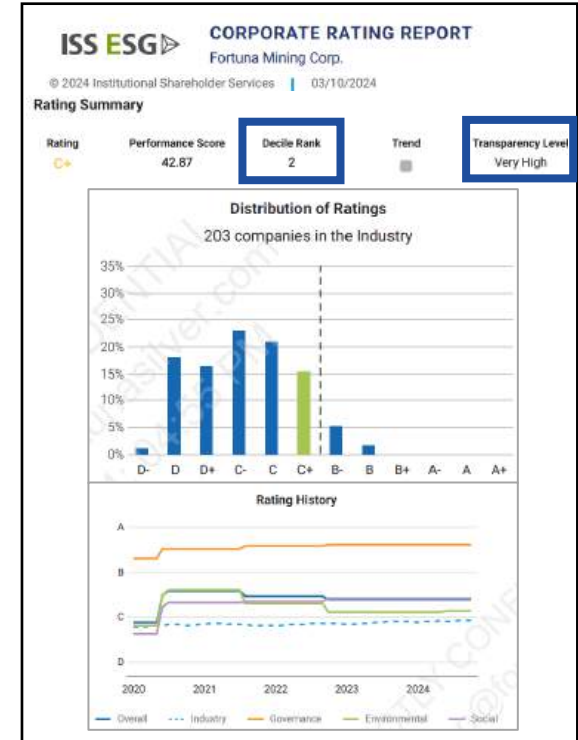 ISS ESG
CORPORATE RATING REPORT
Fortuna Mining Corp.
© 2024 Institutional Shareholder Services | 03/10/2024
Rating Summary
Rating Performance Score Decile Rank Trend Transparency Level
C+ 42.87 2 Very High
Distribution of Ratings
203 companies in the Industry
35%
30%
25%
20%
15%
10%
5%
0%
D- D D+ C- C C+ B- B B+ A- A A+
Rating History
A
B
C
D
2020 2021 2022 2023 2024
Overall Industry Governance Environmental Social